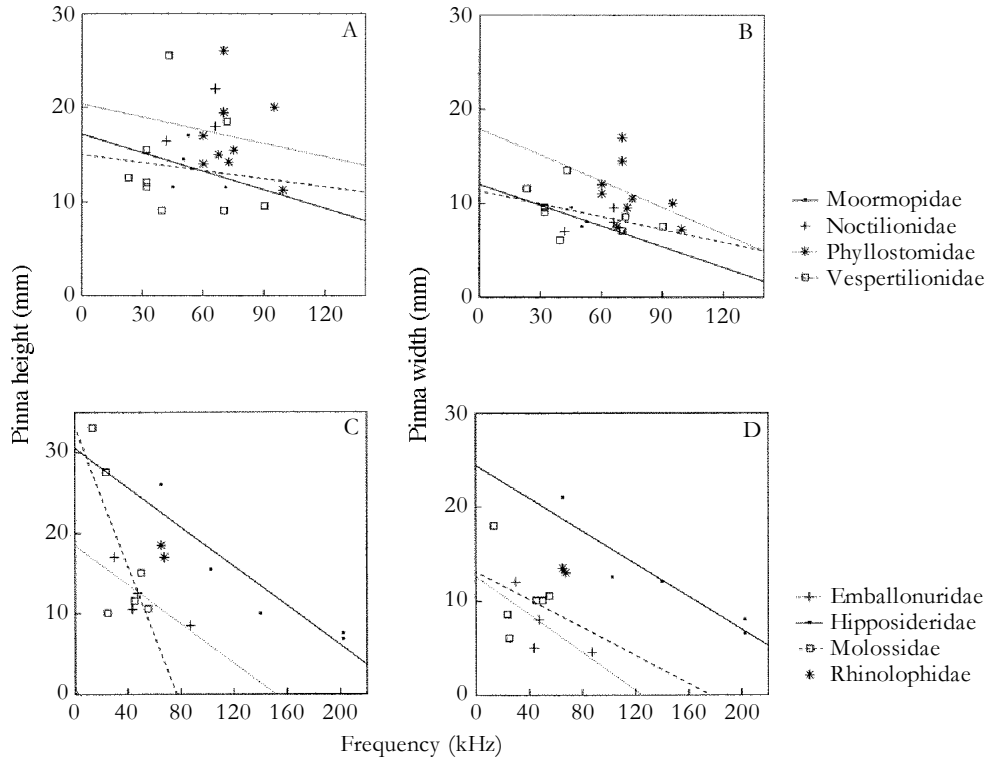 A
B
30
20
10
0
30
20
10
0
0
30
60
90
120
0
30
60
90
120
Moormopidae
Noctilionidae
Phyllostomidae
Vespertilionidae
Pinna height (mm)
Pinna width (mm)
C
D
30
20
10
0
30
20
10
0
0
40
80
120
160
200
0
40
80
120
160
200
Emballonuridae
Hipposideridae
Molossidae
Rhinolophidae
Frequency (kHz)